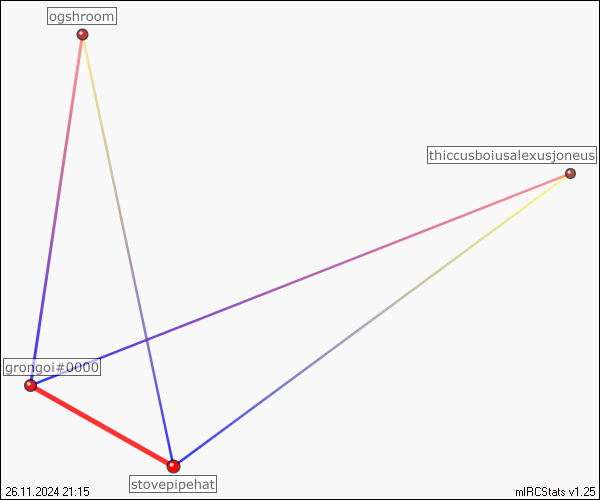 ogshroom
thiccusboiusalexusjoneus
grongoi#0000
stovepipehat
26.11.2024 21:15
mIRCStats v1.25